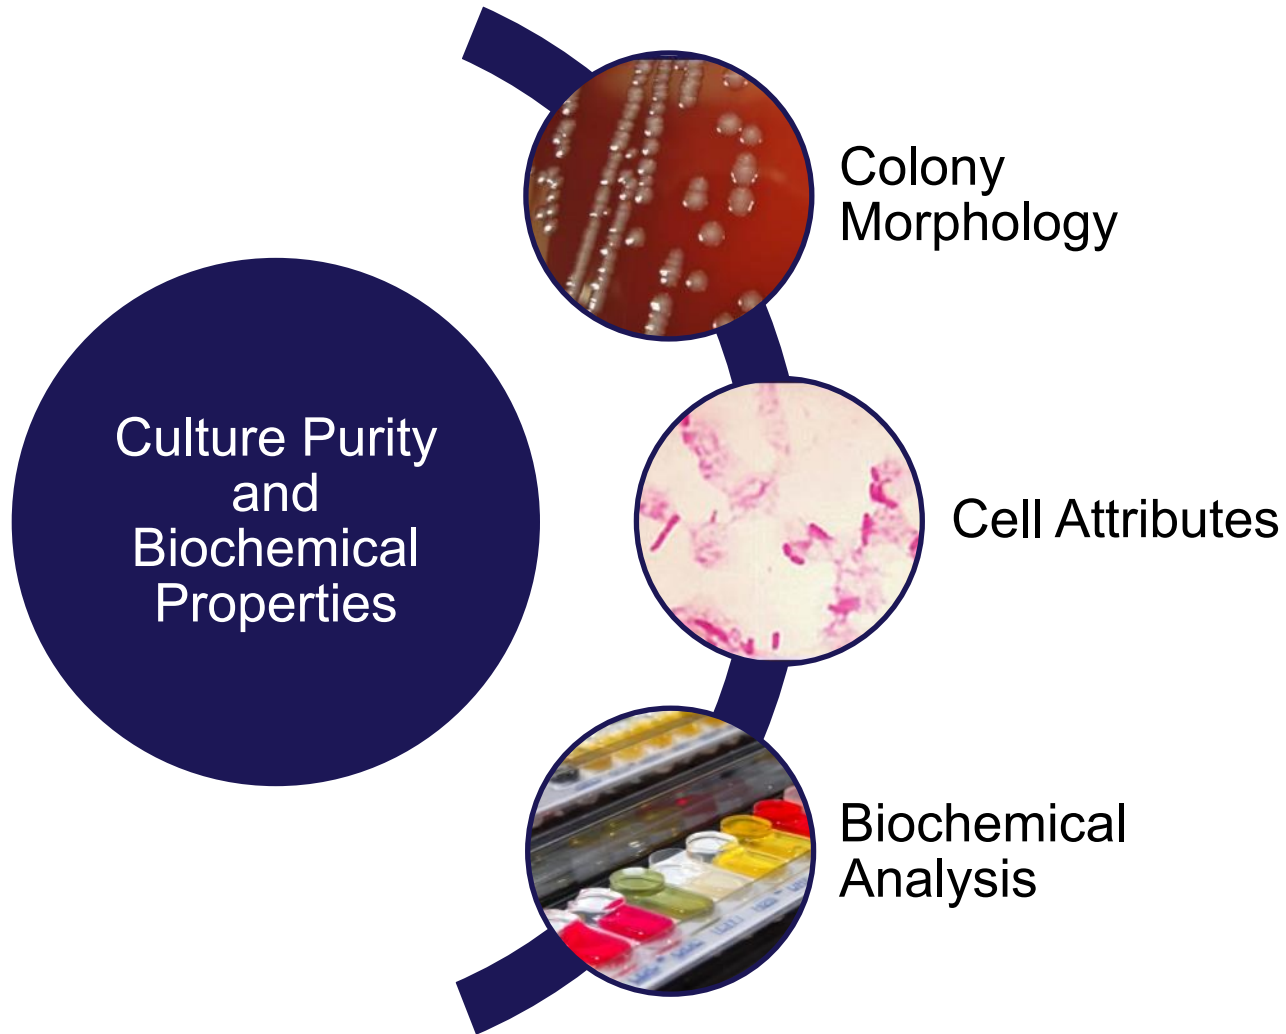 Colony
Morphology
Culture Purity
and
Biochemical
Properties
Cell Attributes
Biochemical
Analysis